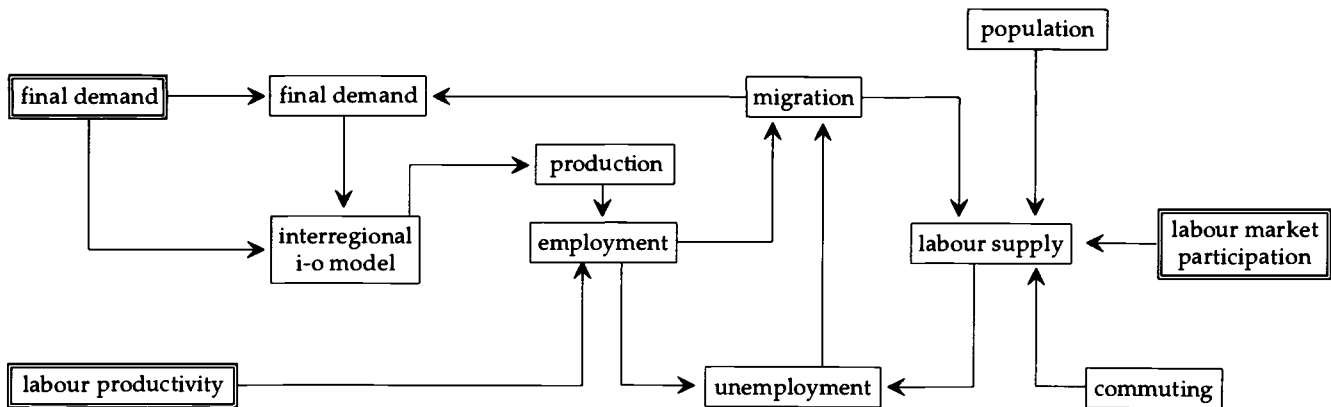 population
final demand
final demand
migration
production
interregional
i-o model
employment
labour supply
labour market
participation
labour productivity
unemployment
commuting